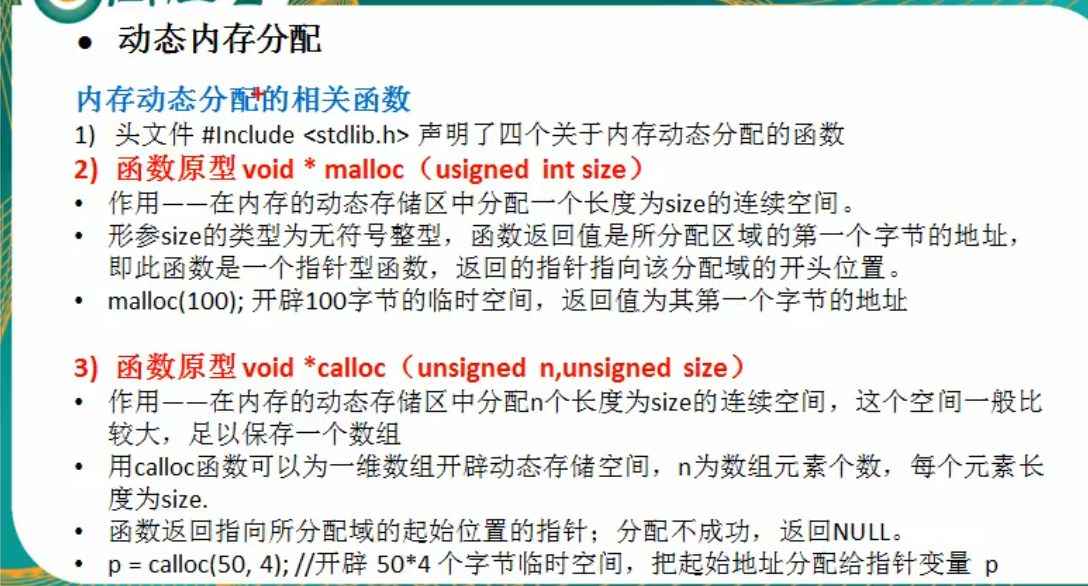 • 动态内存分配
内存动态分配的相关函数
1) 头文件 #Include <stdlib.h> 声明了四个关于内存动态分配的函数
2) 函数原型 void * malloc（usigned int size）
• 作用——在内存的动态存储区中分配一个长度为size的连续空间。
• 形参size的类型为无符号整型，函数返回值是所分配区域的第一个字节的地址，
即此函数是一个指针型函数，返回的指针指向该分配域的开头位置。
• malloc(100); 开辟100字节的临时空间，返回值为其第一个字节的地址
3) 函数原型 void *calloc（unsigned n,unsigned size）
• 作用——在内存的动态存储区中分配n个长度为size的连续空间，这个空间一般比
较大，足以保存一个数组
• 用calloc函数可以为一维数组开辟动态存储空间，n为数组元素个数，每个元素长
度为size.
• 函数返回指向所分配域的起始位置的指针；分配不成功，返回NULL。
• p = calloc(50, 4); //开辟 50*4 个字节临时空间，把起始地址分配给指针变量 p